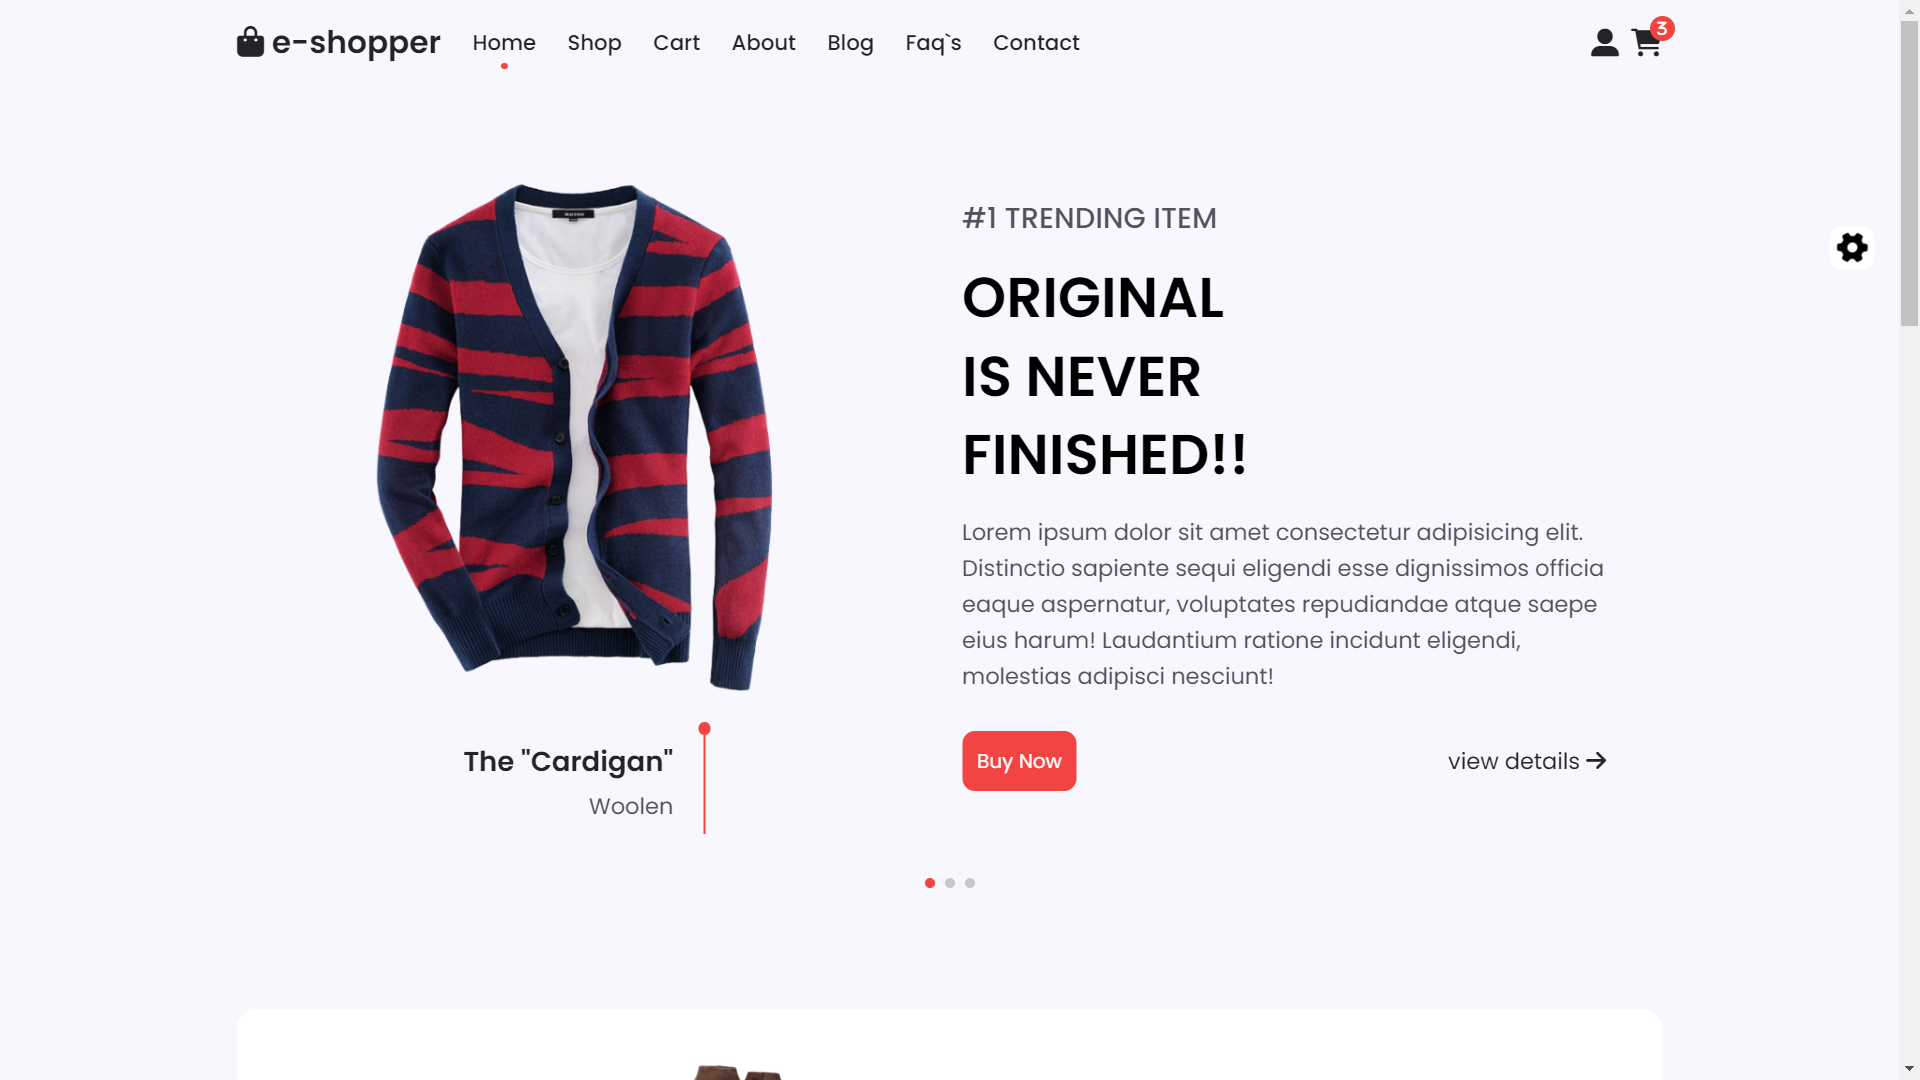 e-shopper
Home
Shop
Cart
About
Blog
Faq`s
Contact
3
#1 TRENDING ITEM
ORIGINAL
IS NEVER
FINISHED!!
Lorem ipsum dolor sit amet consectetur adipisicing elit.
Distinctio sapiente sequi eligendi esse dignissimos officia
eaque aspernatur, voluptates repudiandae atque saepe
eius harum! Laudantium ratione incidunt eligendi,
molestias adipisci nesciunt!
Buy Now
view details
The "Cardigan"
Woolen